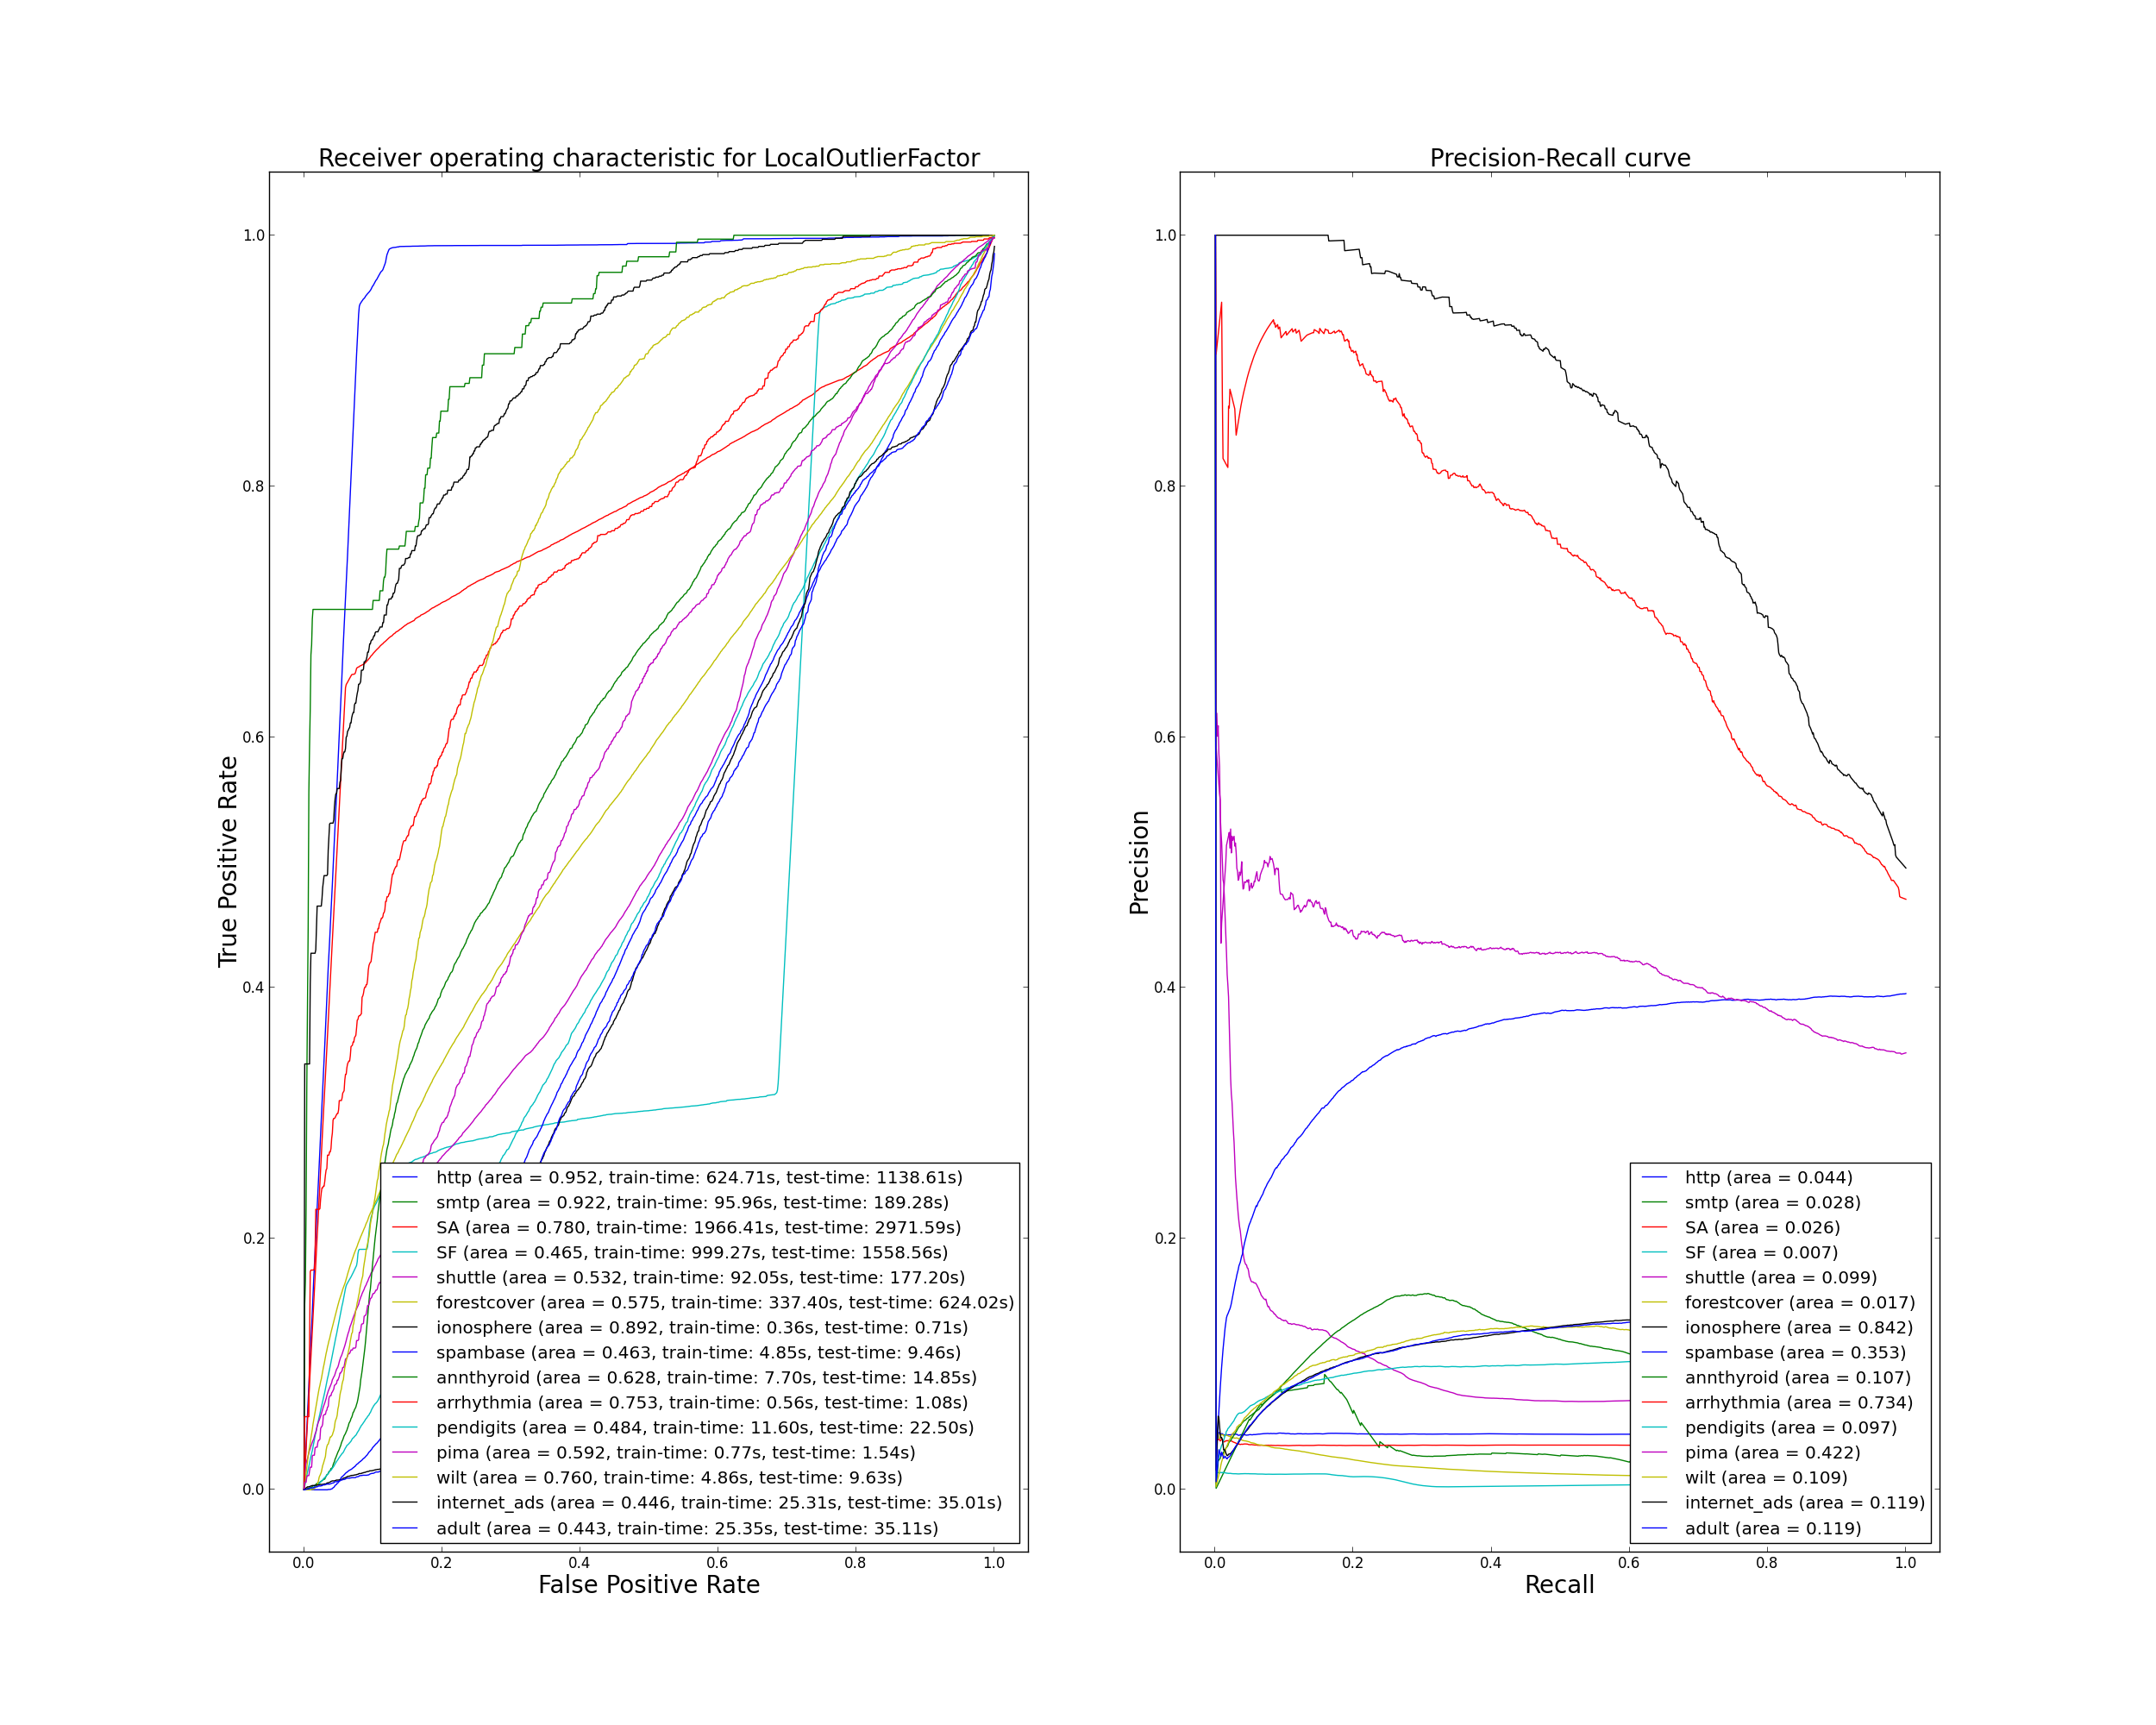 Receiver operating characteristic for LocalOutlierFactor
1.0
0.8
0.6
0.4
0.2
0.0
True Positive Rate
http (area = 0.952, train-time: 624.71s, test-time: 1138.61s)
smtp (area = 0.922, train-time: 95.96s, test-time: 189.28s)
SA (area = 0.780, train-time: 1966.41s, test-time: 2971.59s)
SF (area = 0.465, train-time: 999.27s, test-time: 1558.56s)
shuttle (area = 0.532, train-time: 92.05s, test-time: 177.20s)
forestcover (area = 0.575, train-time: 337.40s, test-time: 624.02s)
ionosphere (area = 0.892, train-time: 0.36s, test-time: 0.71s)
spambase (area = 0.463, train-time: 4.85s, test-time: 9.46s)
annthyroid (area = 0.628, train-time: 7.70s, test-time: 14.85s)
arrhythmia (area = 0.753, train-time: 0.56s, test-time: 1.08s)
pendigits (area = 0.484, train-time: 11.60s, test-time: 22.50s)
pima (area = 0.592, train-time: 0.77s, test-time: 1.54s)
wilt (area = 0.760, train-time: 4.86s, test-time: 9.63s)
internet_ads (area = 0.446, train-time: 25.31s, test-time: 35.01s)
adult (area = 0.443, train-time: 25.35s, test-time: 35.11s)
0.0 0.2 0.4 0.6 0.8 1.0
False Positive Rate
Precision-Recall curve
1.0
0.8
0.6
0.4
0.2
0.0
Precision
http (area = 0.044)
smtp (area = 0.028)
SA (area = 0.026)
SF (area = 0.007)
shuttle (area = 0.099)
forestcover (area = 0.017)
ionosphere (area = 0.842)
spambase (area = 0.353)
annthyroid (area = 0.107)
arrhythmia (area = 0.734)
pendigits (area = 0.097)
pima (area = 0.422)
wilt (area = 0.109)
internet_ads (area = 0.119)
adult (area = 0.119)
0.0 0.2 0.4 0.6 0.8 1.0
Recall